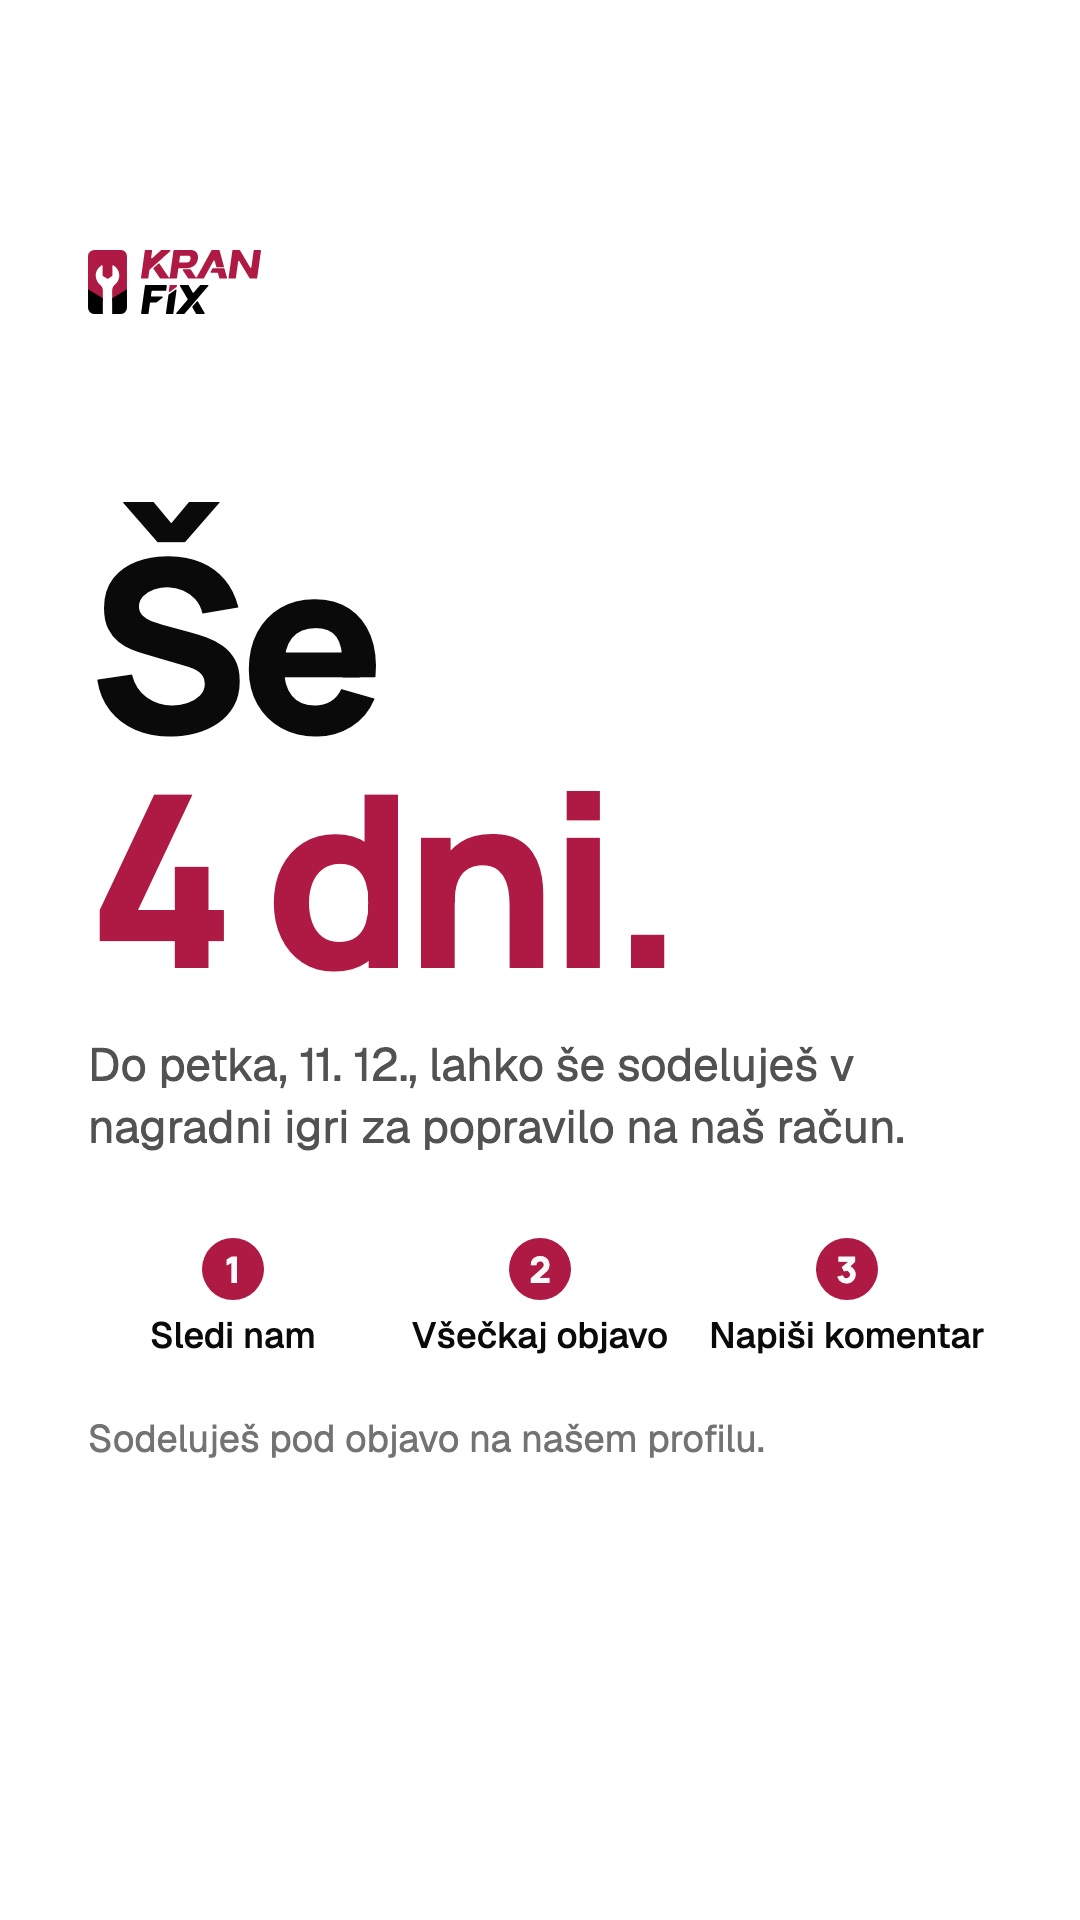 KRAN
FIX
Še
4 dni.
Do petka, 11. 12., lahko še sodeluješ v
nagradni igri za popravilo na naš račun.
1
2
3
Sledi nam
Všečkaj objavo
Napiši komentar
Sodeluješ pod objavo na našem profilu.